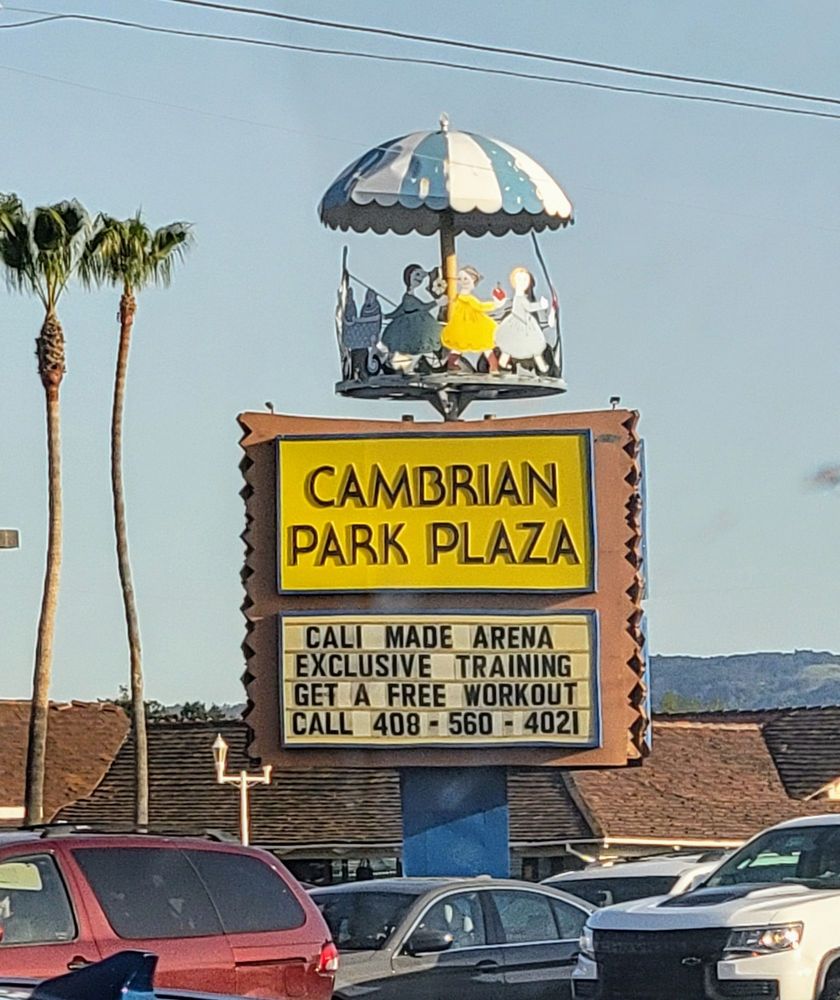 CAMBRIAN
PARK PLAZA
CALI MADE ARENA
EXCLUSIVE TRAINING
GET A FREE WORKOUT
CALL 408 - 560 - 4021